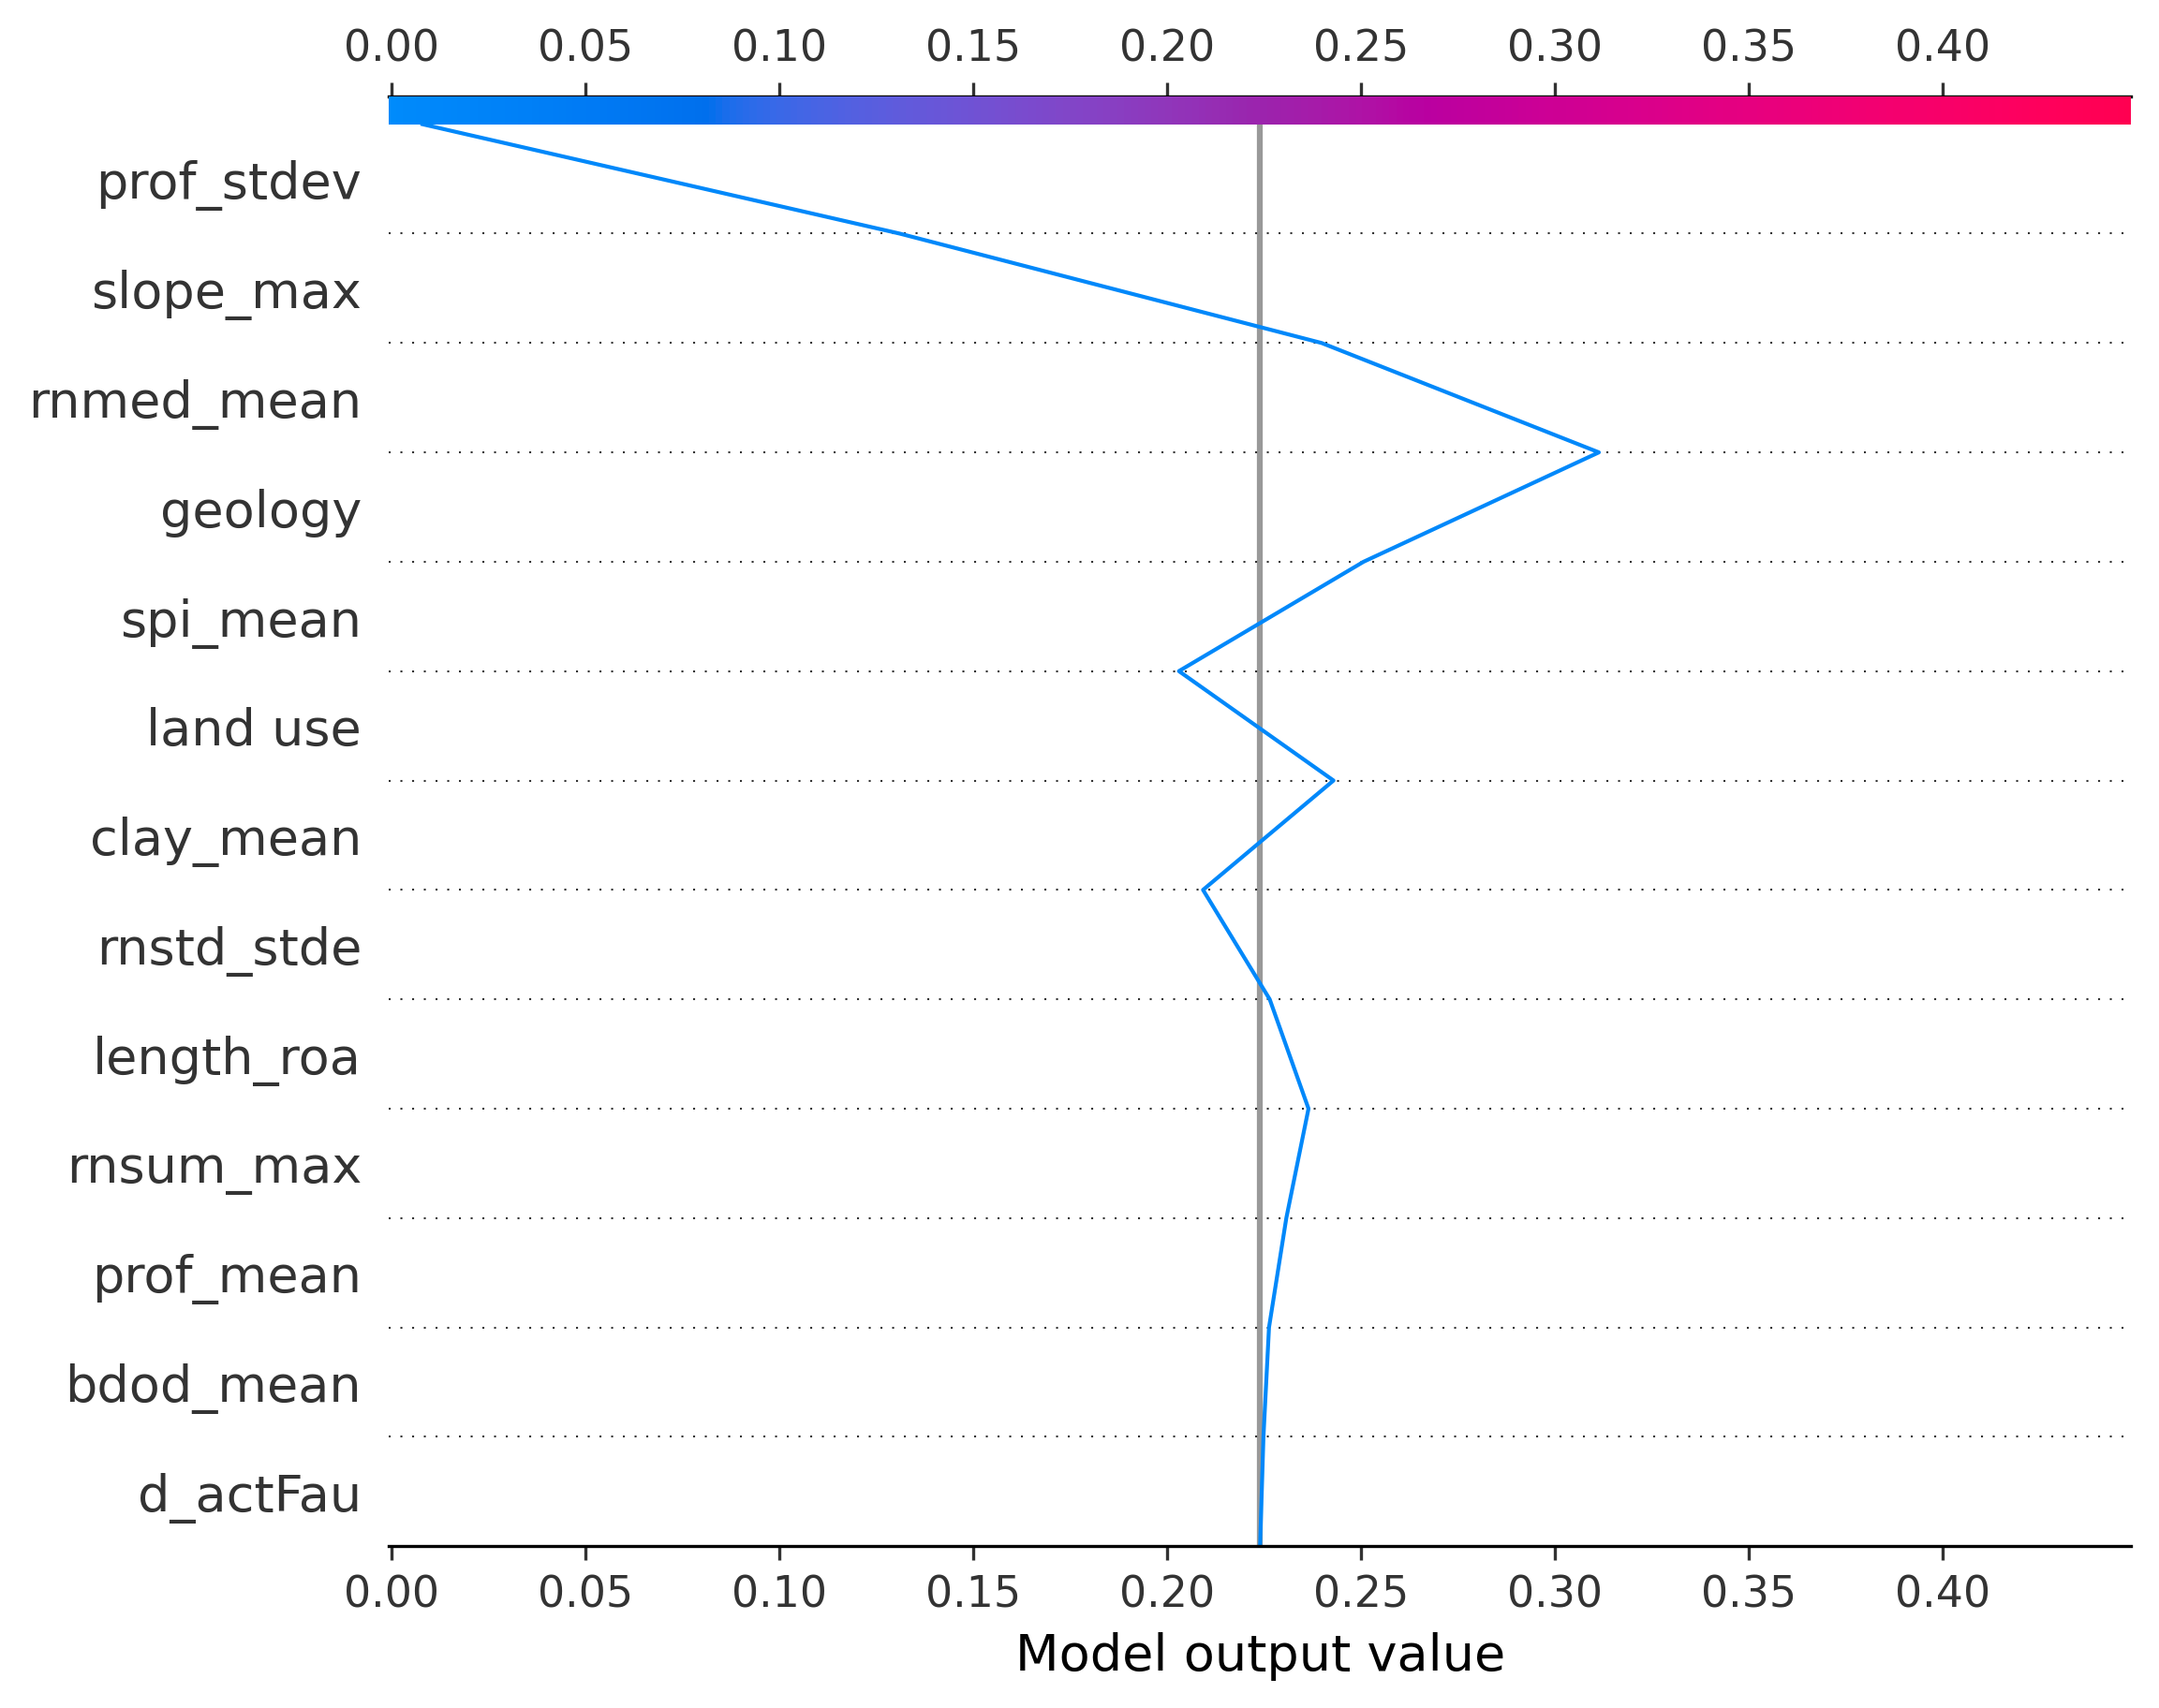 0.00 0.05 0.10 0.15 0.20 0.25 0.30 0.35 0.40
prof_stdev
slope_max
rnmed_mean
geology
spi_mean
land use
clay_mean
rnstd_stde
length_roa
rnsum_max
prof_mean
bdod_mean
d_actFau
0.00 0.05 0.10 0.15 0.20 0.25 0.30 0.35 0.40
Model output value